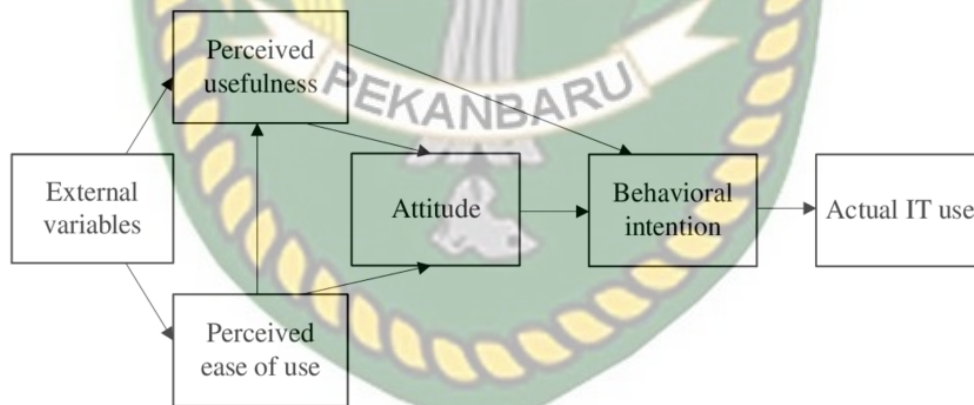 Perceived
usefulness
PEKANBARU
External
variables
Attitude
Behavioral
intention
Actual IT use
Perceived
ease of use